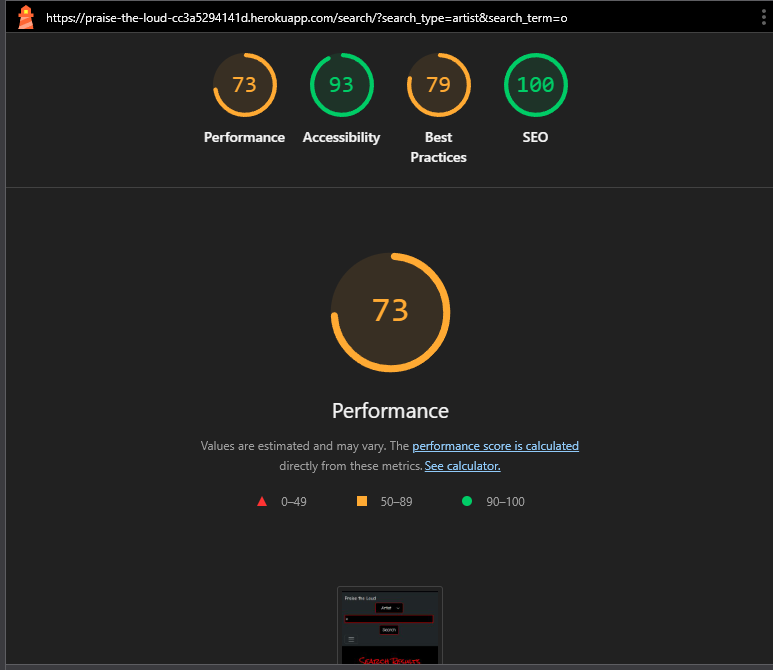 https://praise-the-loud-cc3a5294141d.herokuapp.com/search/?search_type=artist&search_term=o
73
93
79
100
Performance
Accessibility
Best
Practices
SEO
73
Performance
Values are estimated and may vary. The performance score is calculated
directly from these metrics. See calculator.
0–49
50–89
90–100
Praise the Loud
Artist
o
Search
Search Results